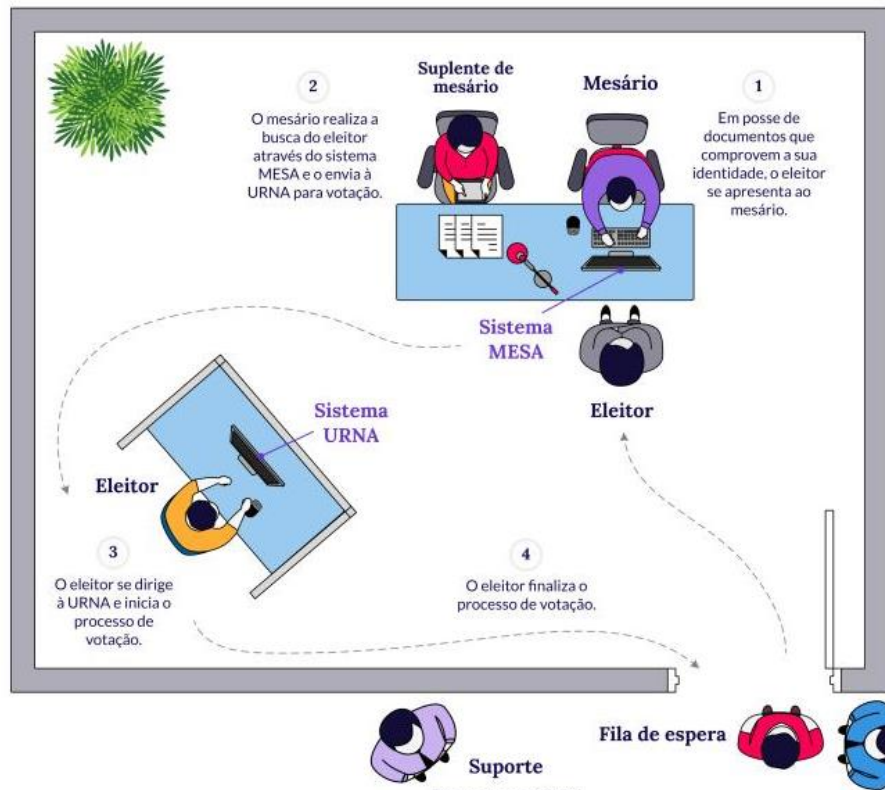 Suplente de
mesário
Mesário
1
Em posse de
documentos que
comprovem a sua
identidade, o eleitor
se apresenta ao
mesário.
2
O mesário realiza a
busca do eleitor
através do sistema
MESA e o envia à
URNA para votação.
Sistema
MESA
Eleitor
Sistema
URNA
Eleitor
3
O eleitor se dirige
à URNA e inicia o
processo de
votação.
4
O eleitor finaliza o
processo de votação.
Fila de espera
Suporte